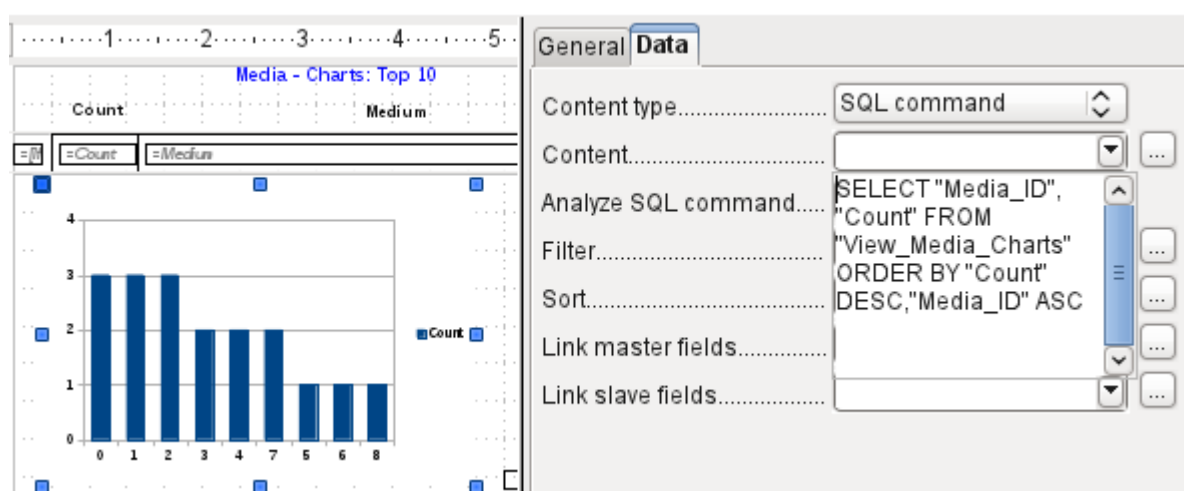 1 2 3 4 5
Media - Charts: Top 10
Count Medium
=Count =Medium
4
3
2
1
0
0 1 2 3 4 7 5 6 8
Count
General Data
Content type....................... SQL command
Content............................. ...
Analyze SQL command.....
Filter................................... ...
Sort..................................... ...
Link master fields............... ...
Link slave fields.................. ...
SELECT "Media_ID",
"Count" FROM
"View_Media_Charts"
ORDER BY "Count"
DESC,"Media_ID" ASC